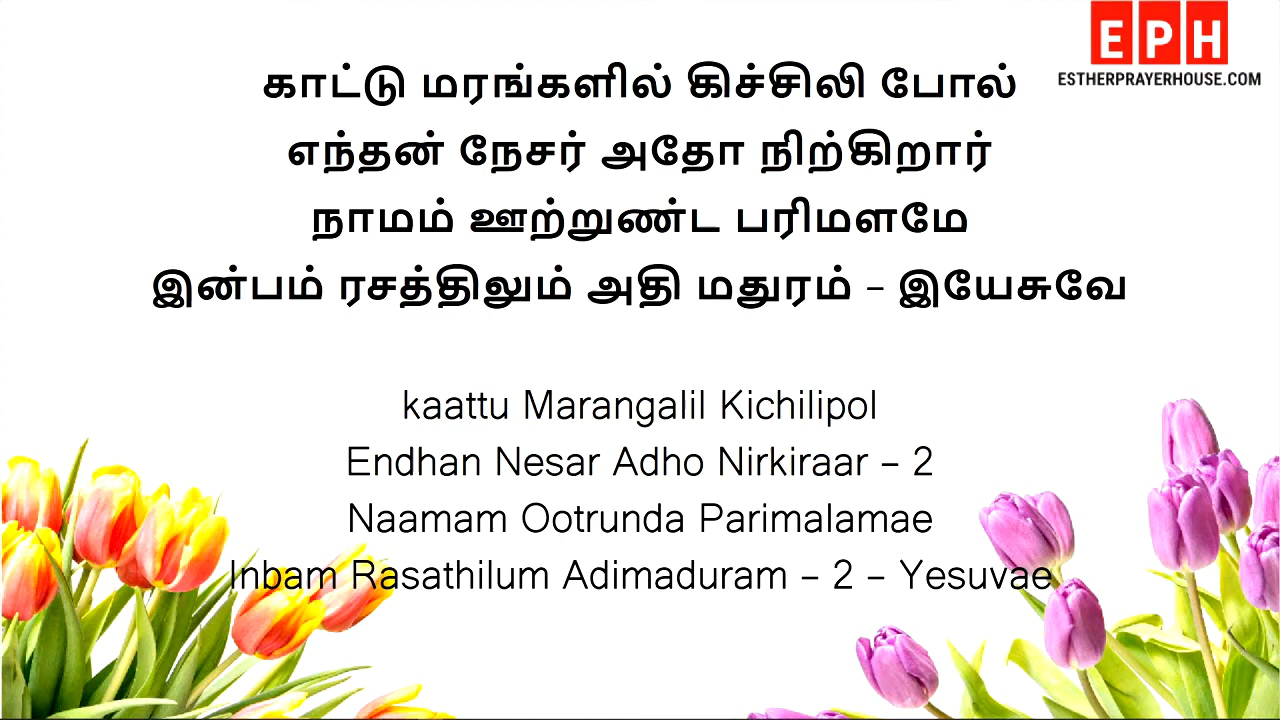 EPH
ESTHERPRAYERHOUSE.COM
காட்டு மரங்களில் கிச்சிலி போல்
எந்தன் நேசர் அதோ நிற்கிறார்
நாமம் ஊற்றுண்ட பரிமளமே
இன்பம் ரசத்திலும் அதி மதுரம் – இயேசுவே
kaattu Marangalil Kichilipol
Endhan Nesar Adho Nirkiraar – 2
Naamam Ootrunda Parimalamae
Inbam Rasathilum Adimaduram – 2 – Yesuvae